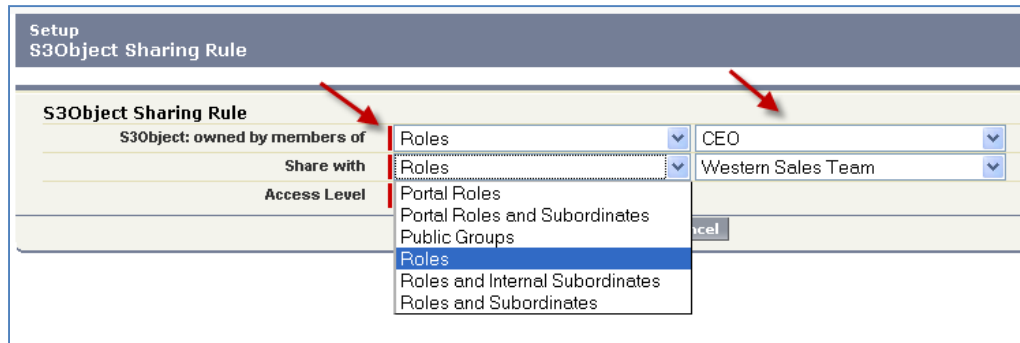 Setup
S3Object Sharing Rule
S3Object Sharing Rule
S3Object: owned by members of Roles CEO
Share with Roles Western Sales Team
Access Level
Portal Roles
Portal Roles and Subordinates
Public Groups
Roles
Roles and Internal Subordinates
Roles and Subordinates